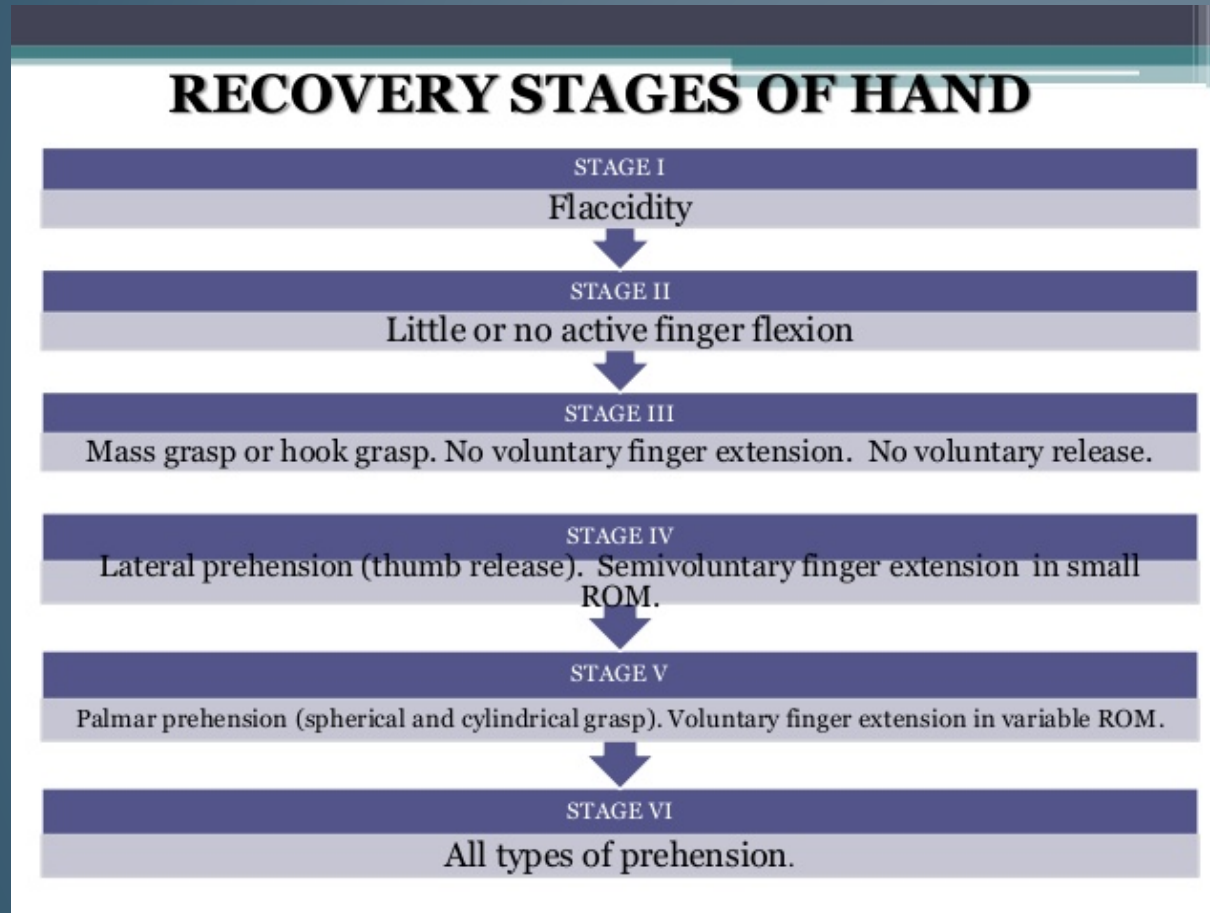 RECOVERY STAGES OF HAND
STAGE I
Flaccidity
STAGE II
Little or no active finger flexion
STAGE III
Mass grasp or hook grasp. No voluntary finger extension. No voluntary release.
STAGE IV
Lateral prehension (thumb release). Semivoluntary finger extension in small
ROM.
STAGE V
Palmar prehension (spherical and cylindrical grasp). Voluntary finger extension in variable ROM.
STAGE VI
All types of prehension.